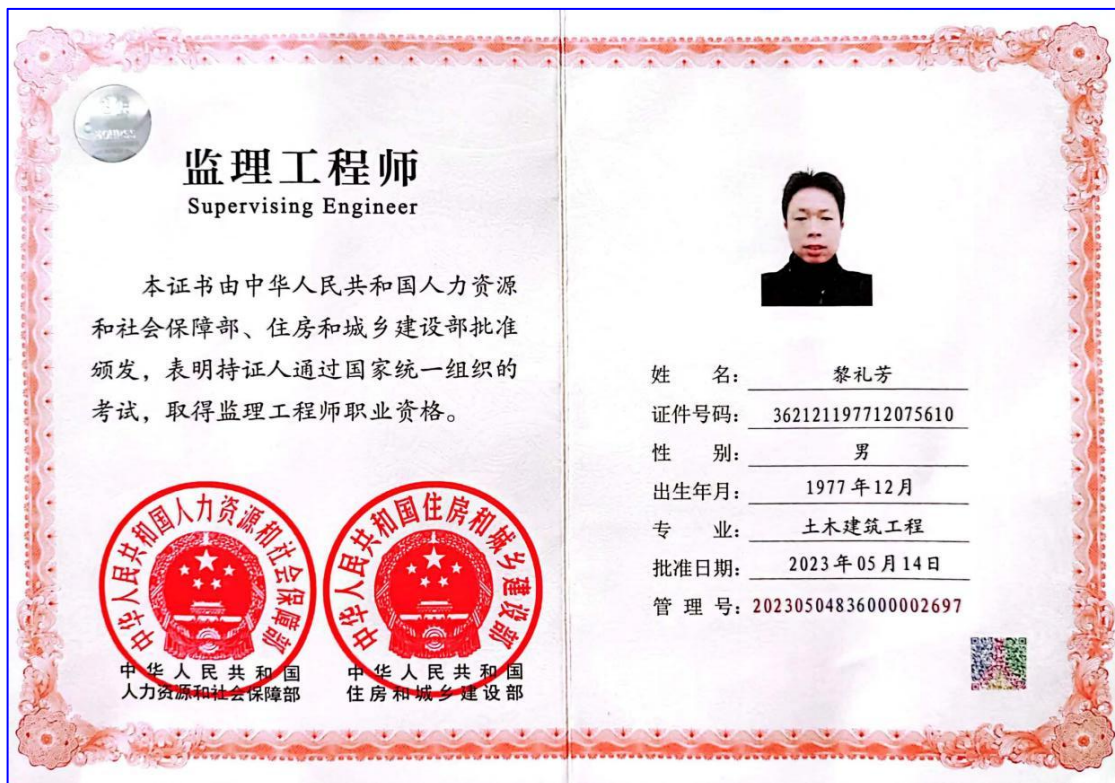 监理工程师
Supervising Engineer
本证书由中华人民共和国人力资源
和社会保障部、住房和城乡建设部批准
颁发，表明持证人通过国家统一组织的
考试，取得监理工程师职业资格。
中华人民共和国人力资源和社会保障部
中华人民共和国
人力资源和社会保障部
中华人民共和国住房和城乡建设部
中华人民共和国
住房和城乡建设部
姓 名： 黎礼芳
证件号码： 362121197712075610
性 别： 男
出生年月： 1977年12月
专 业： 土木建筑工程
批准日期： 2023年05月14日
管 理 号：20230504836000002697